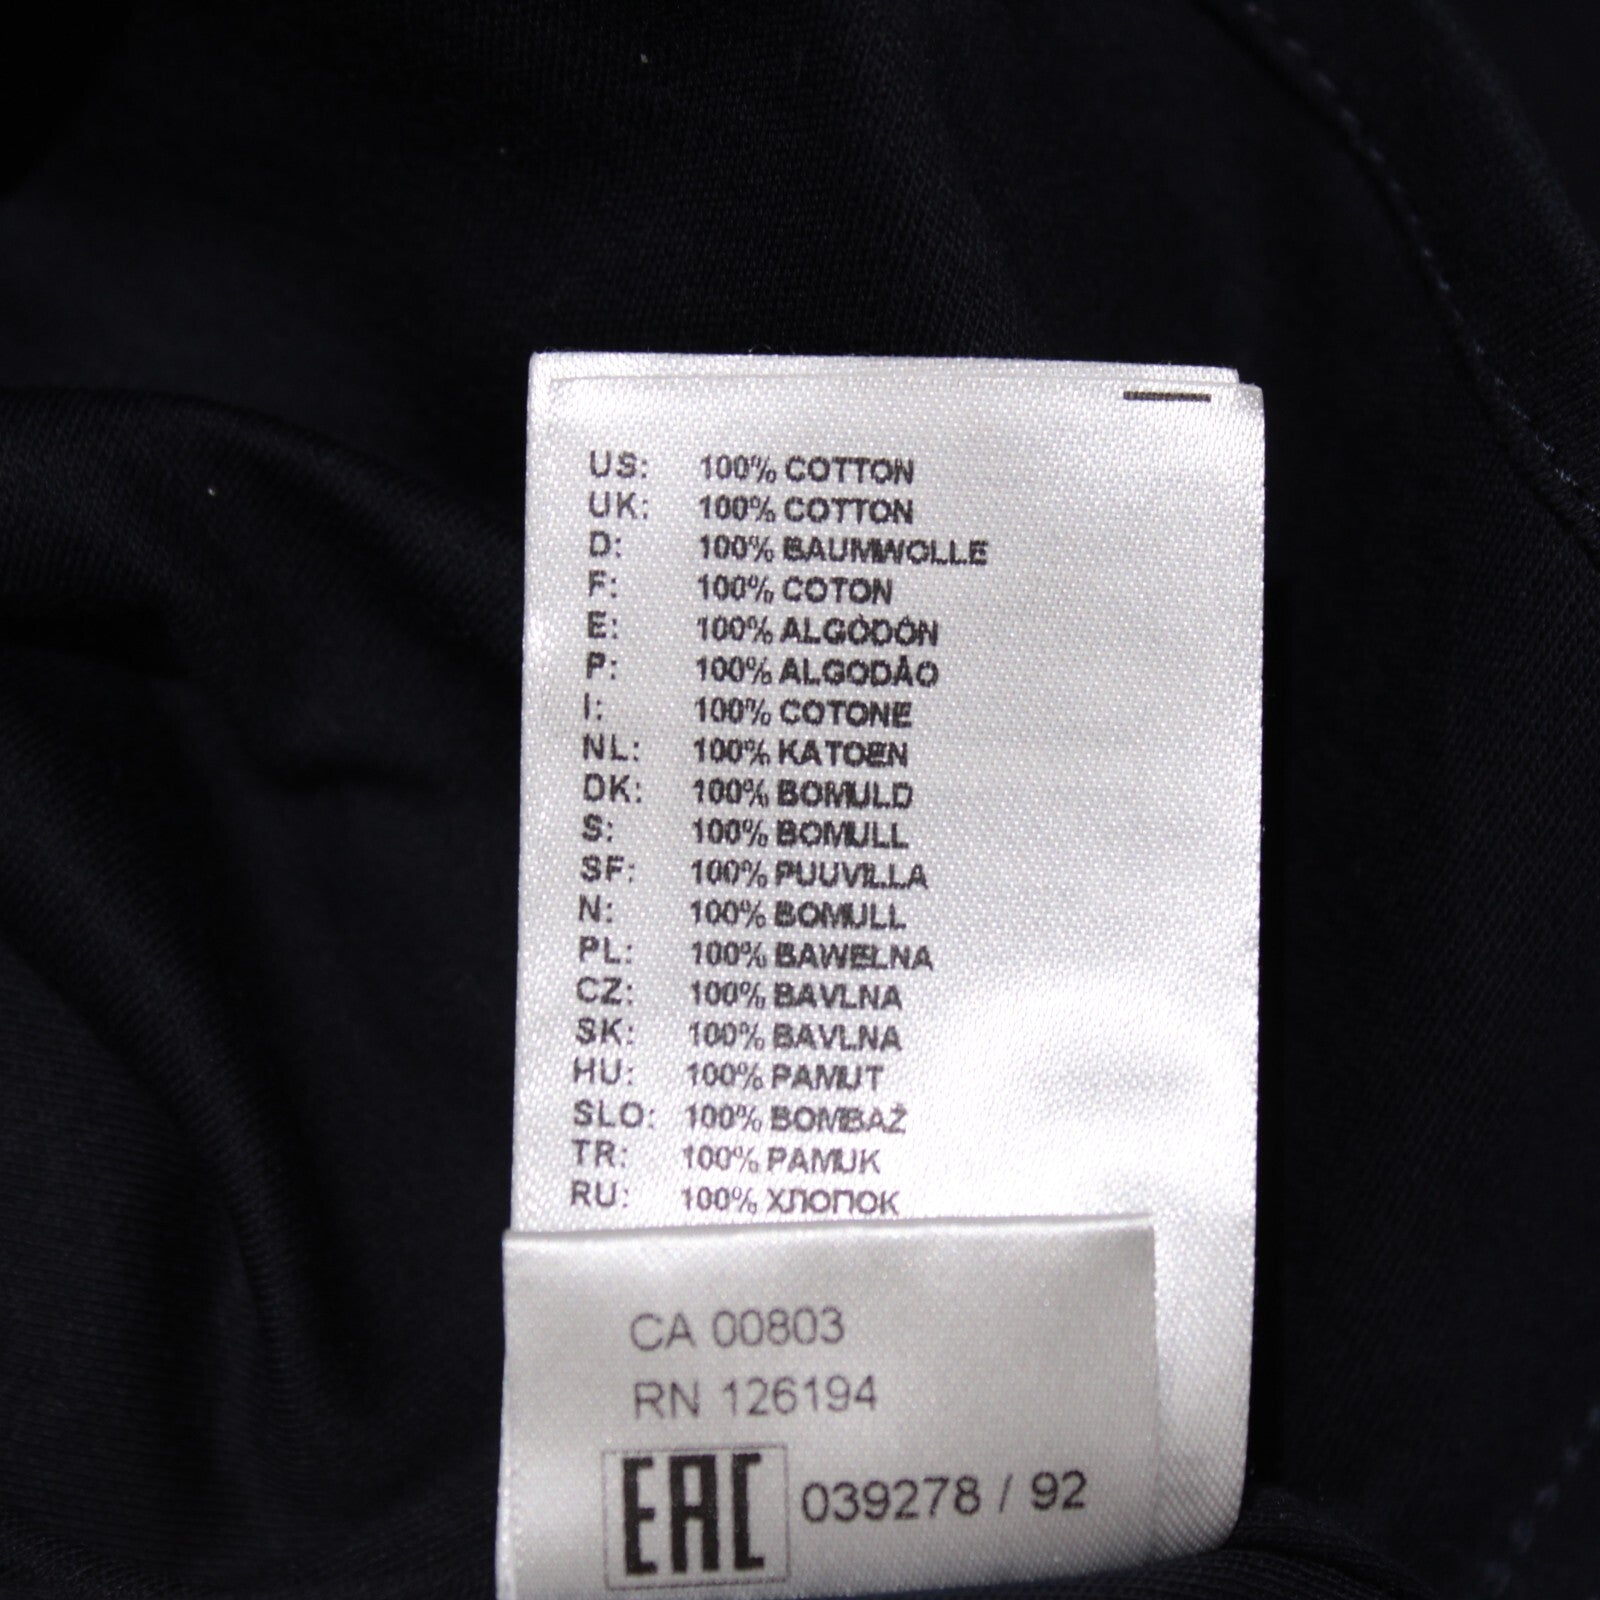 US: 100% COTTON
UK: 100% COTTON
D: 100% BAUMWOLLE
F: 100% COTON
E: 100% ALGODÓN
P: 100% ALGODÃO
I: 100% COTONE
NL: 100% KATOEN
DK: 100% BOMULD
S: 100% BOMULL
SF: 100% PUUVILLA
N: 100% BOMULL
PL: 100% BAWEŁNA
CZ: 100% BAVLNA
SK: 100% BAVLNA
HU: 100% PAMUT
SLO: 100% BOMBAŽ
TR: 100% PAMUK
RU: 100% ХЛОПОК
CA 00803
RN 126194
EAC 039278 / 92